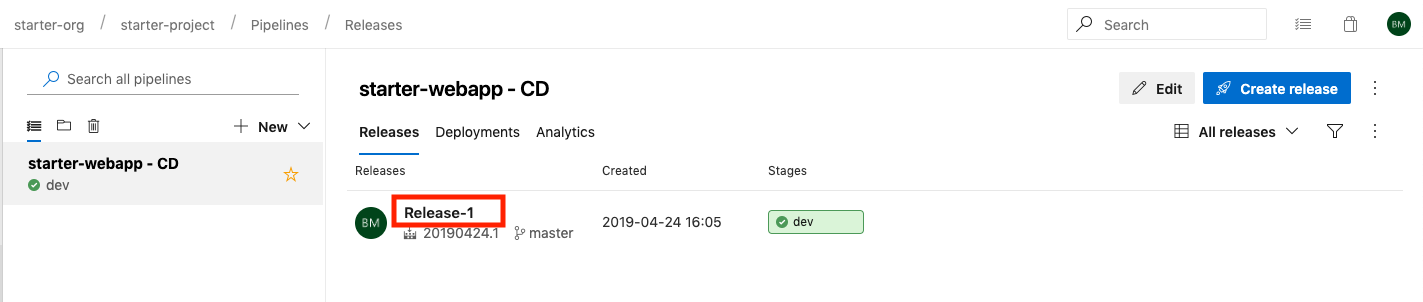 starter-org / starter-project / Pipelines / Releases
Search
BM
Search all pipelines
New
starter-webapp - CD
dev
starter-webapp - CD
Edit
Create release
Releases Deployments Analytics
All releases
Releases Created Stages
BM
Release-1
20190424.1 master
2019-04-24 16:05
dev